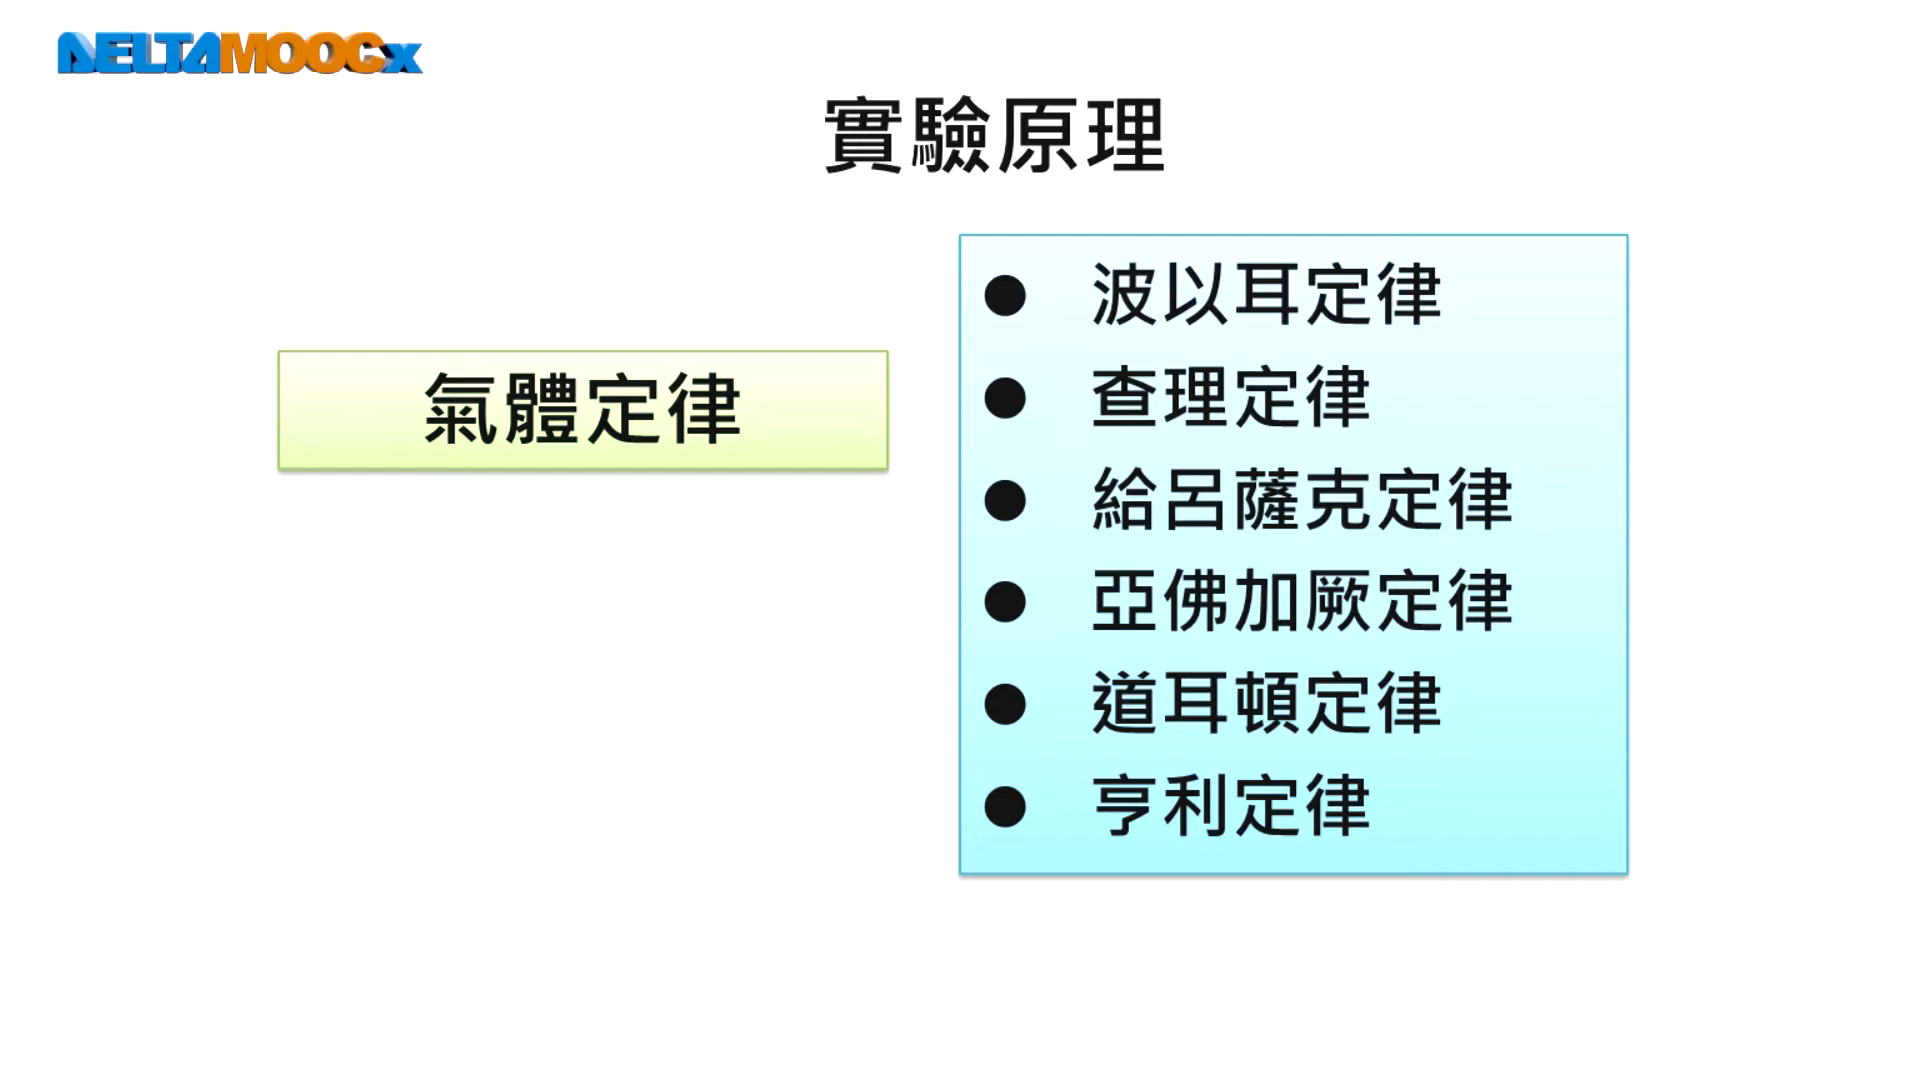 DELTAMOOCx
實驗原理
氣體定律
● 波以耳定律
● 查理定律
● 給呂薩克定律
● 亞佛加厥定律
● 道耳頓定律
● 亨利定律